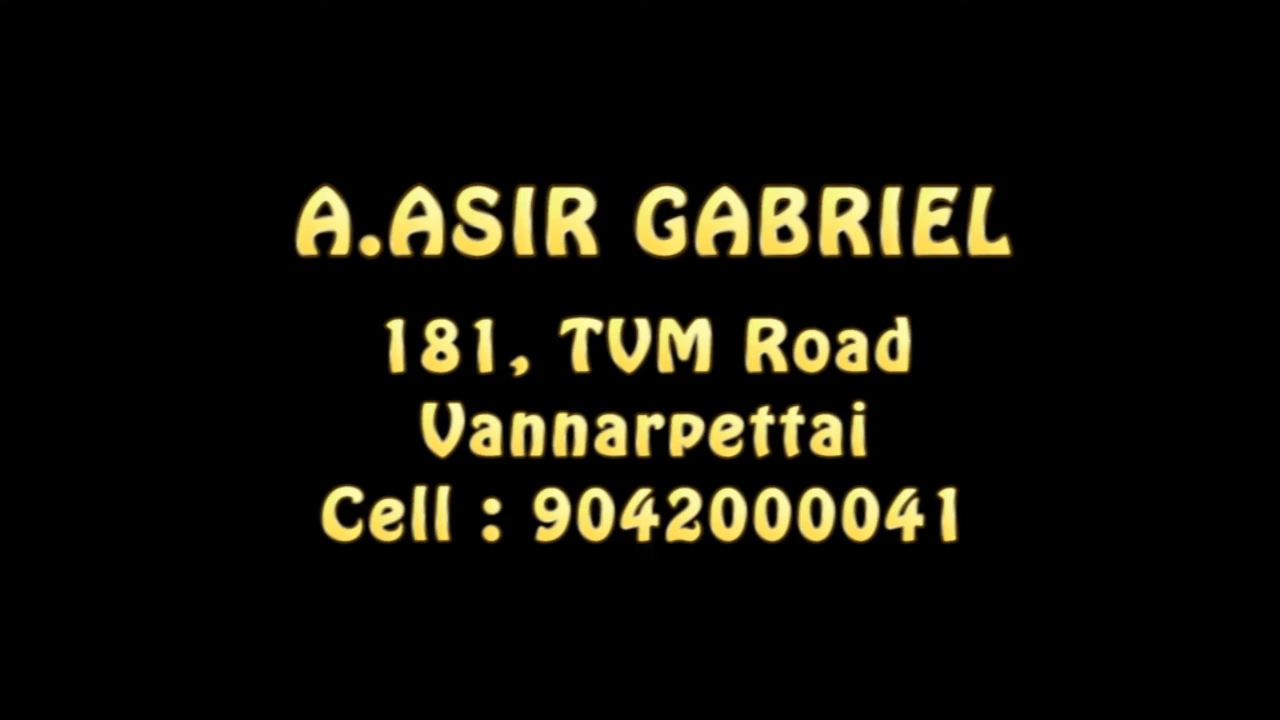 A.ASIR GABRIEL
181, TVM Road
Vannarpettai
Cell : 9042000041